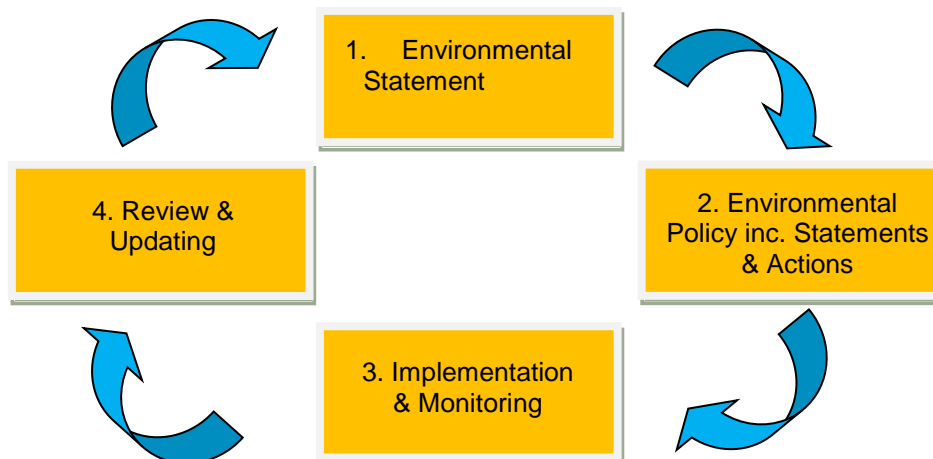 1. Environmental
Statement
2. Environmental
Policy inc. Statements
& Actions
3. Implementation
& Monitoring
4. Review &
Updating